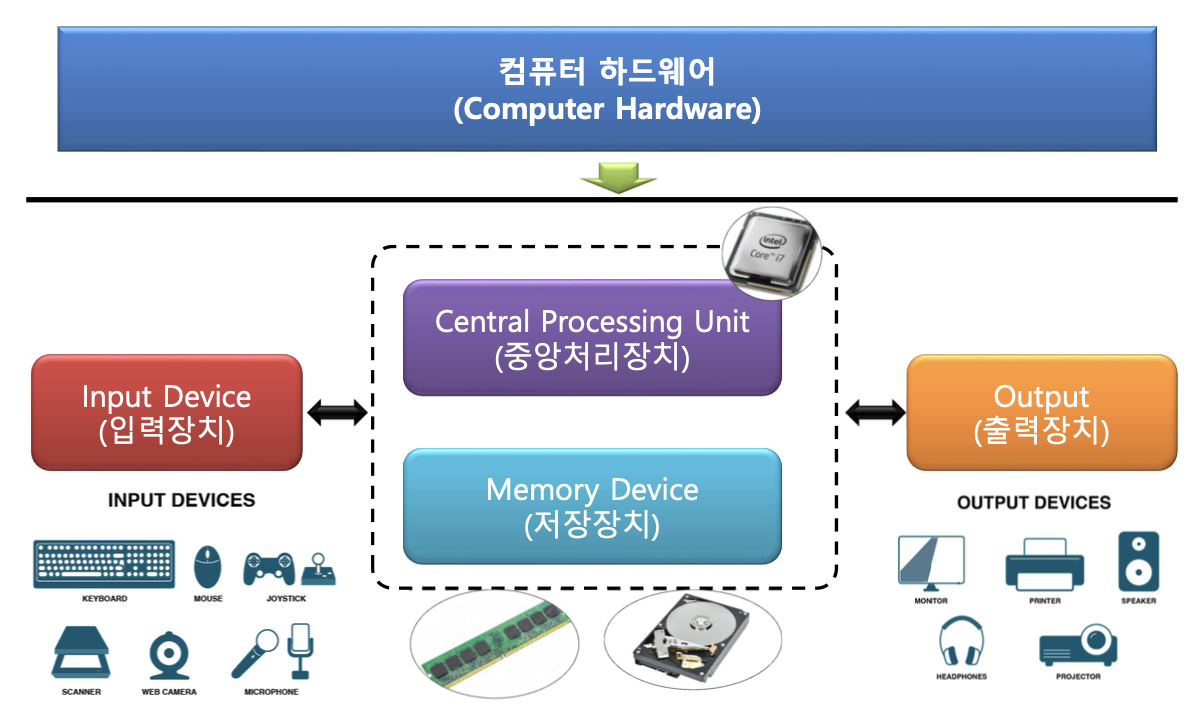 컴퓨터 하드웨어
(Computer Hardware)
intel
Core™ i7
Central Processing Unit
(중앙처리장치)
Input Device
(입력장치)
Output
(출력장치)
Memory Device
(저장장치)
INPUT DEVICES
KEYBOARD
MOUSE
JOYSTICK
SCANNER
WEB CAMERA
MICROPHONE
OUTPUT DEVICES
MONITOR
PRINTER
SPEAKER
HEADPHONES
PROJECTOR